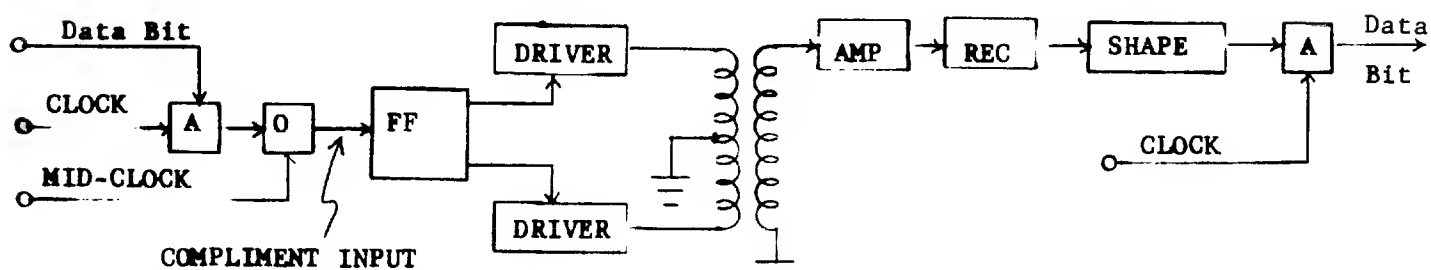 Data Bit
CLOCK
MID-CLOCK
A
O
COMPLIMENT INPUT
FF
DRIVER
DRIVER
AMP
REC
SHAPE
A
CLOCK
Data
Bit